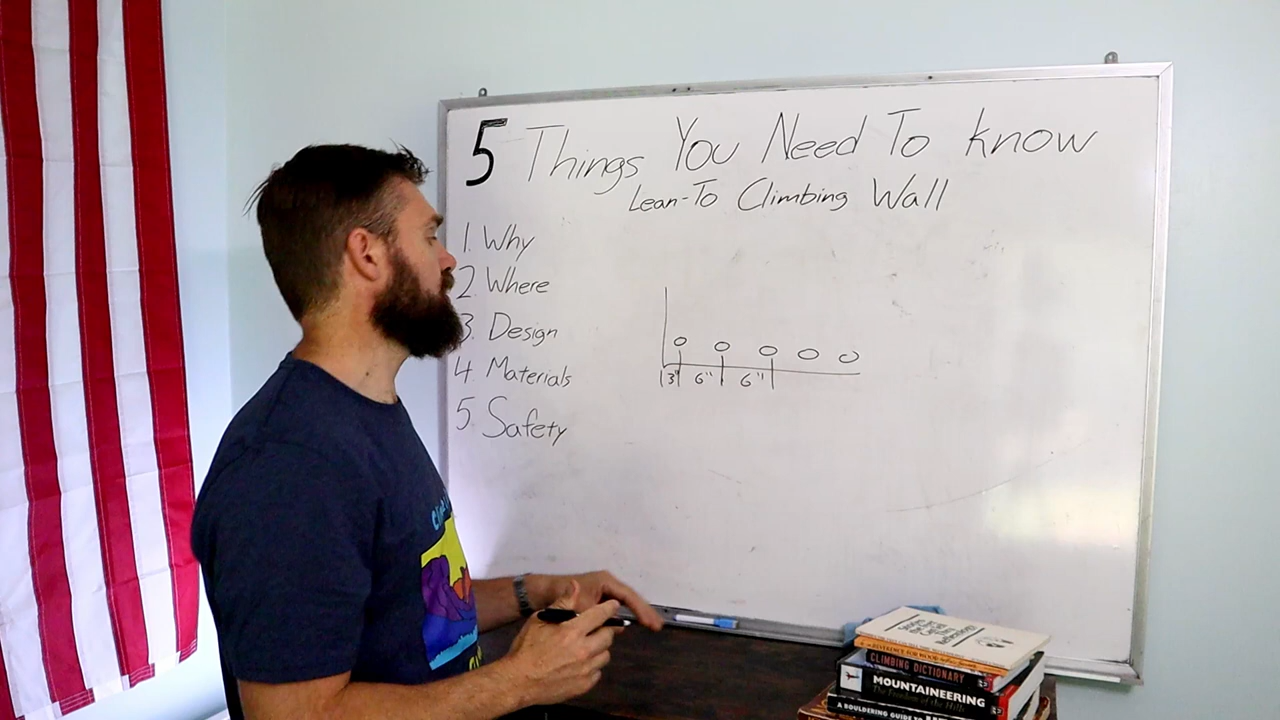 5 Things You Need To know
Lean-To Climbing Wall
1. Why
2 Where
3. Design
4. Materials
5. Safety
3" 6" 6"
CLIMBING DICTIONARY
MOUNTAINEERING
The Freedom of the Hills
A BOULDERING GUIDE TO